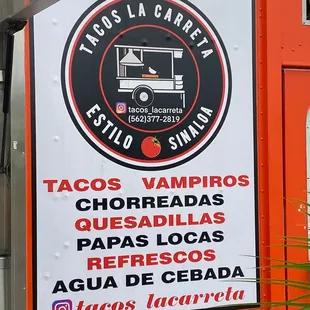 TACOS LA CARRETA
tacos_lacarreta
(562)377-2819
ESTILO SINALOA
TACOS VAMPIROS
CHORREADAS
QUESADILLAS
PAPAS LOCAS
REFRESCOS
AGUA DE CEBADA
tacos_lacarreta